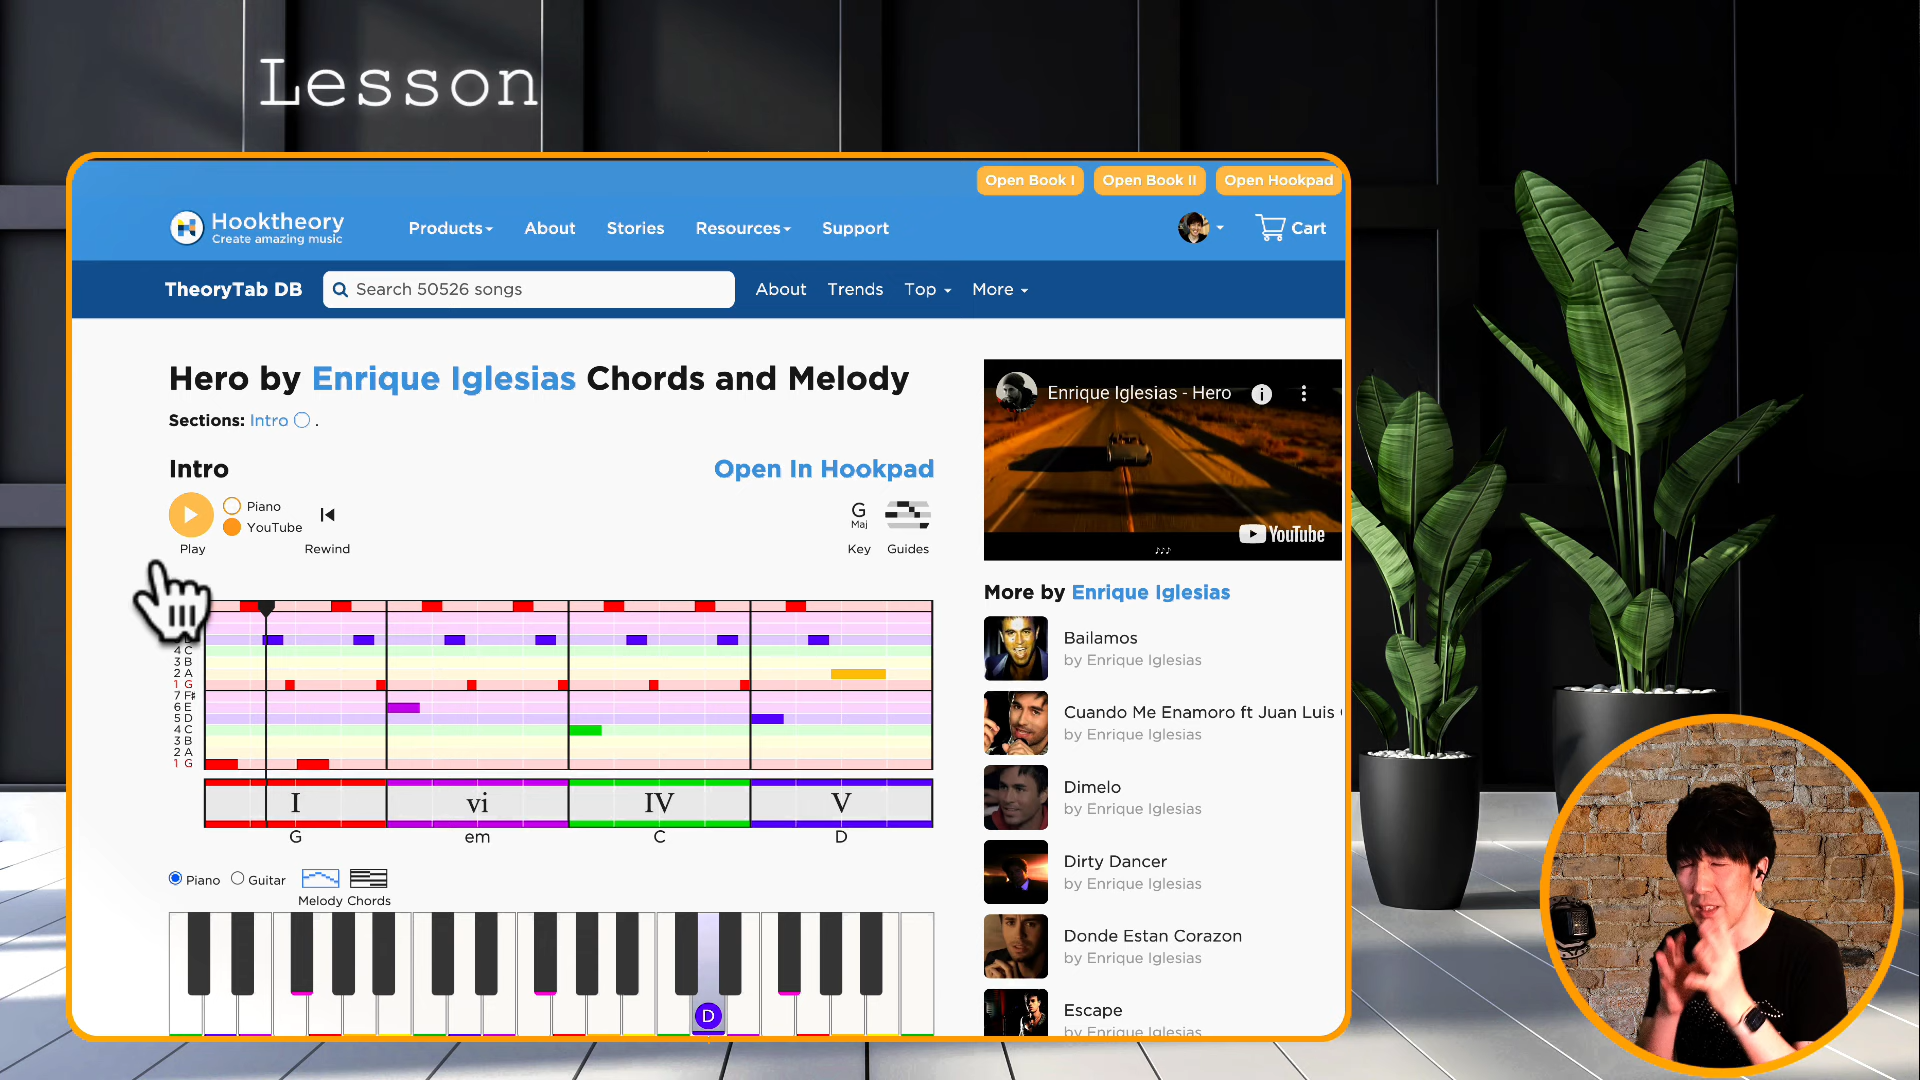 Lesson
Open Book I
Open Book II
Open Hookpad
Hooktheory
Create amazing music
Products
About
Stories
Resources
Support
Cart
TheoryTab DB
Search 50526 songs
About
Trends
Top
More
Hero by Enrique Iglesias Chords and Melody
Sections: Intro .
Intro
Open In Hookpad
Play
Piano
YouTube
Rewind
G
Maj
Key
Guides
4 C
3 B
2 A
1 G
7 F♯
6 E
5 D
4 C
3 B
2 A
1 G
I
vi
IV
V
G
em
C
D
Piano
Guitar
Melody
Chords
D
Enrique Iglesias - Hero
YouTube
More by Enrique Iglesias
Bailamos
by Enrique Iglesias
Cuando Me Enamoro ft Juan Luis
by Enrique Iglesias
Dimelo
by Enrique Iglesias
Dirty Dancer
by Enrique Iglesias
Donde Estan Corazon
by Enrique Iglesias
Escape
by Enrique Iglesias